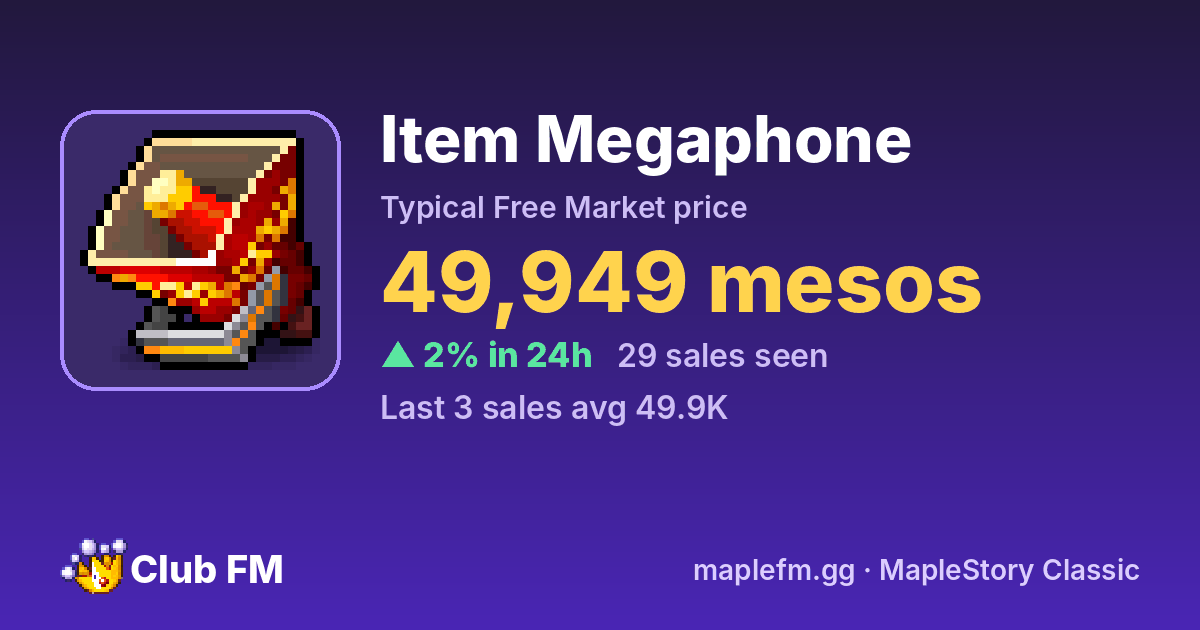 Item Megaphone
Typical Free Market price
49,949 mesos
▲ 2% in 24h 29 sales seen
Last 3 sales avg 49.9K
Club FM
maplefm.gg · MapleStory Classic